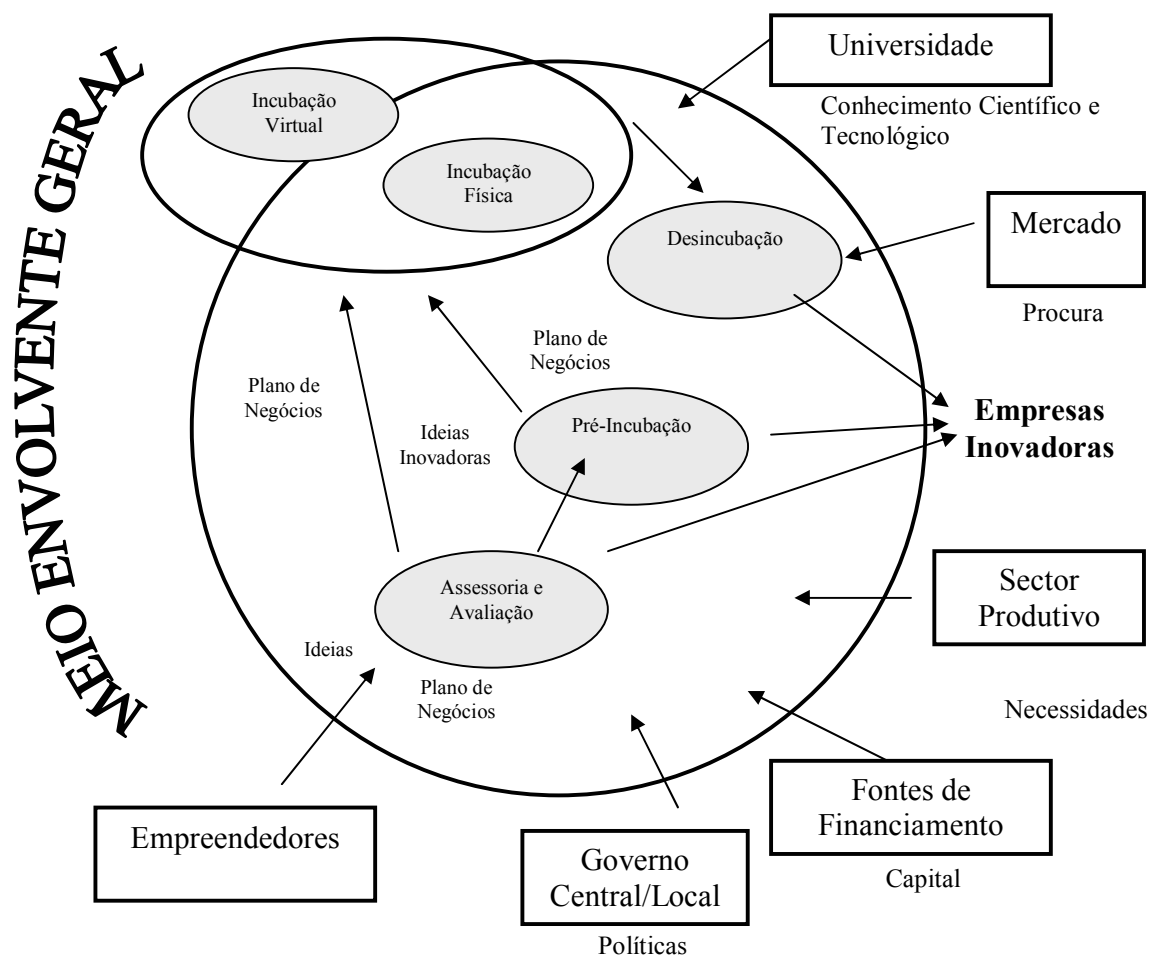 MEIO ENVOLVENTE GERAL
Universidade
Conhecimento Científico e
Tecnológico
Incubação
Virtual
Incubação
Física
Desincubação
Mercado
Procura
Plano de
Negócios
Plano de
Negócios
Ideias
Inovadoras
Pré-Incubação
Empresas
Inovadoras
Assessoria e
Avaliação
Sector
Produtivo
Necessidades
Ideias
Plano de
Negócios
Empreendedores
Governo
Central/Local
Políticas
Fontes de
Financiamento
Capital